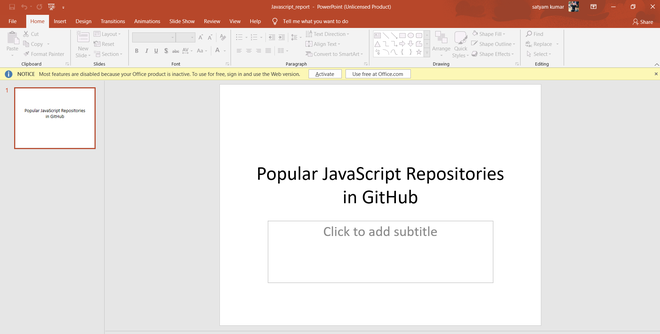 Javascript_report - PowerPoint (Unlicensed Product)
satyam kumar
File Home Insert Design Transitions Animations Slide Show Review View Help Tell me what you want to do
Share
Paste
Cut
Copy
Format Painter
Clipboard
New Slide
Layout
Reset
Section
Slides
B I U S abc AV Aa A
Font
Text Direction
Align Text
Convert to SmartArt
Paragraph
Arrange
Quick Styles
Shape Fill
Shape Outline
Shape Effects
Drawing
Find
Replace
Select
Editing
NOTICE Most features are disabled because your Office product is inactive. To use for free, sign in and use the Web version. Activate Use free at Office.com
1
Popular JavaScript Repositories
in GitHub
Popular JavaScript Repositories
in GitHub
Click to add subtitle